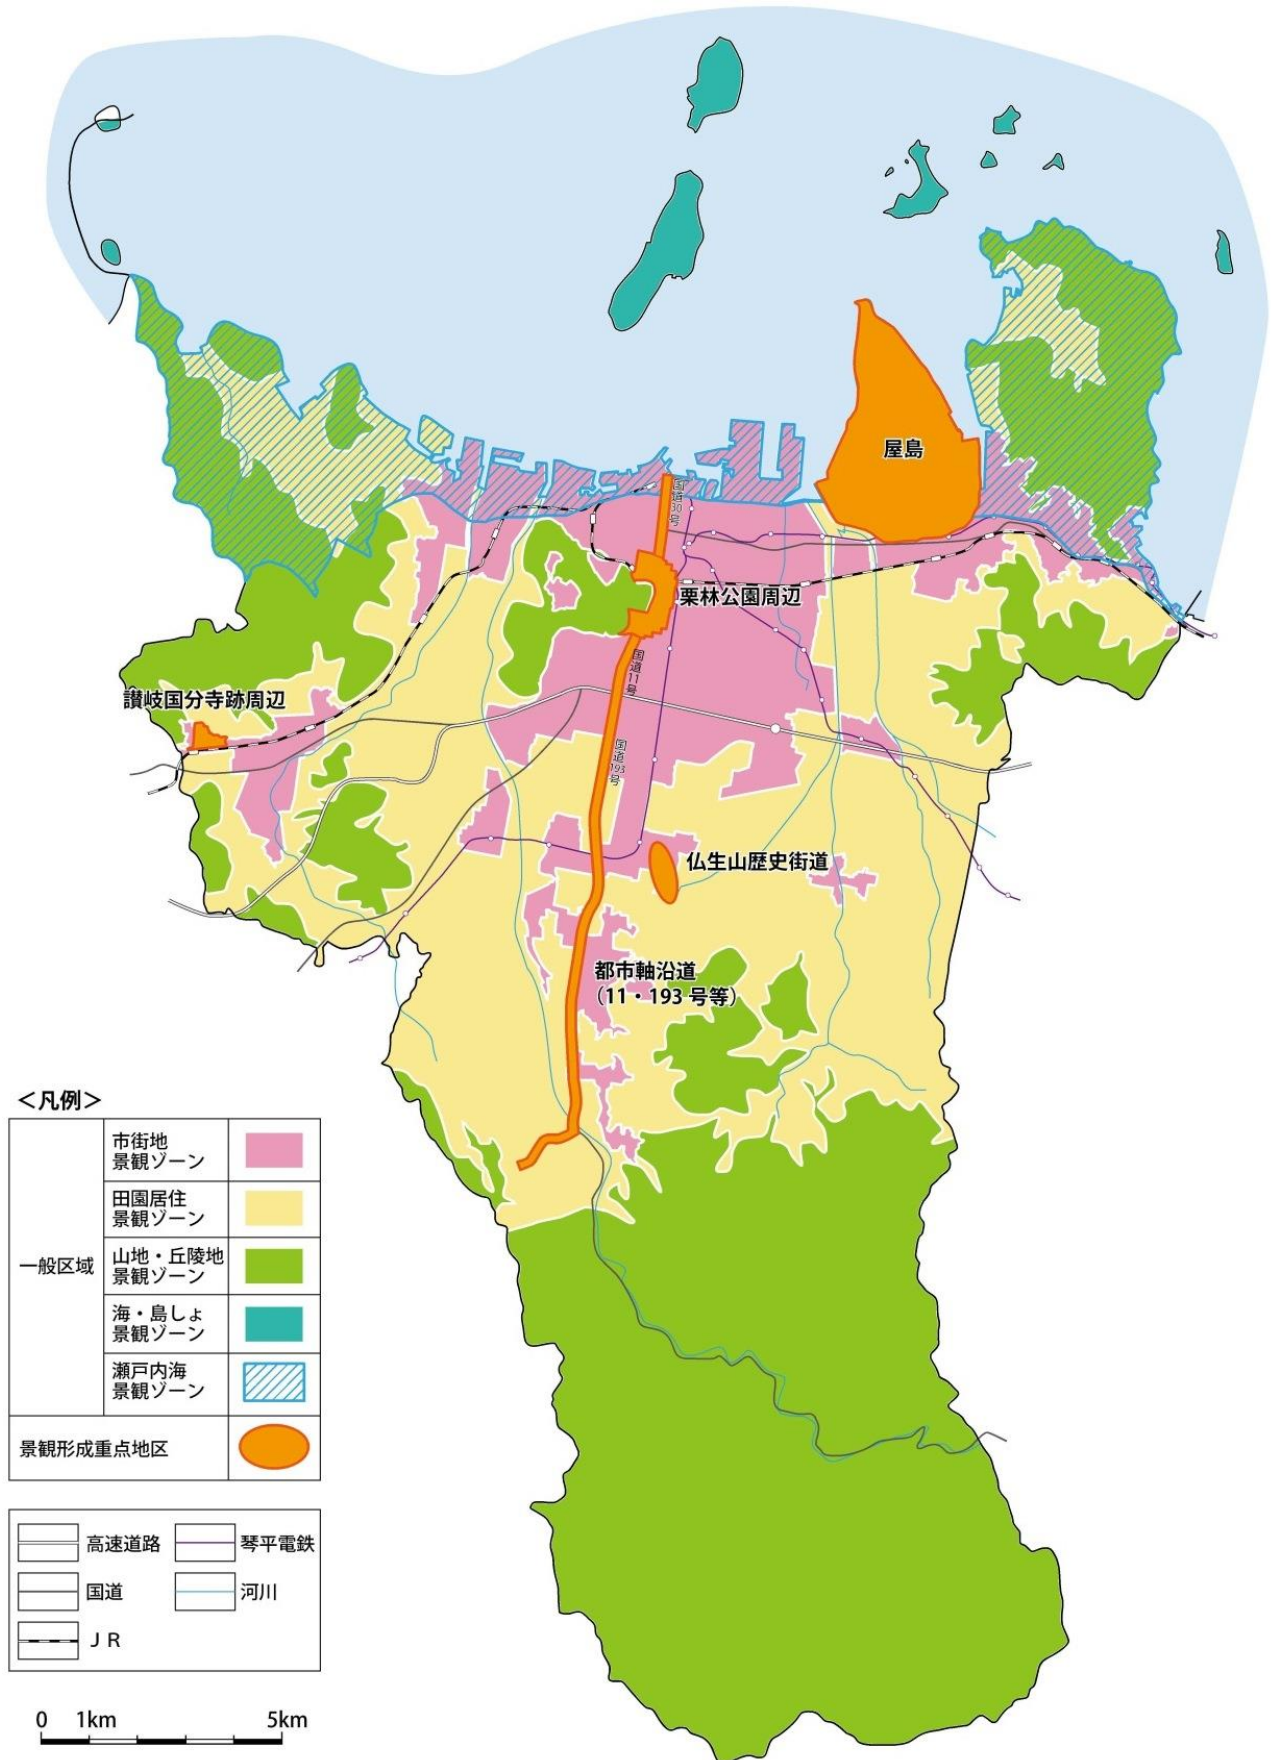 国道30号
屋島
栗林公園周辺
国道11号
讃岐国分寺跡周辺
国道193号
仏生山歴史街道
都市軸沿道
(11・193 号等)
<凡例>
一般区域
市街地
景観ゾーン
田園居住
景観ゾーン
山地・丘陵地
景観ゾーン
海・島しょ
景観ゾーン
瀬戸内海
景観ゾーン
景観形成重点地区
高速道路
琴平電鉄
国道
河川
ＪＲ
0 1km 5km